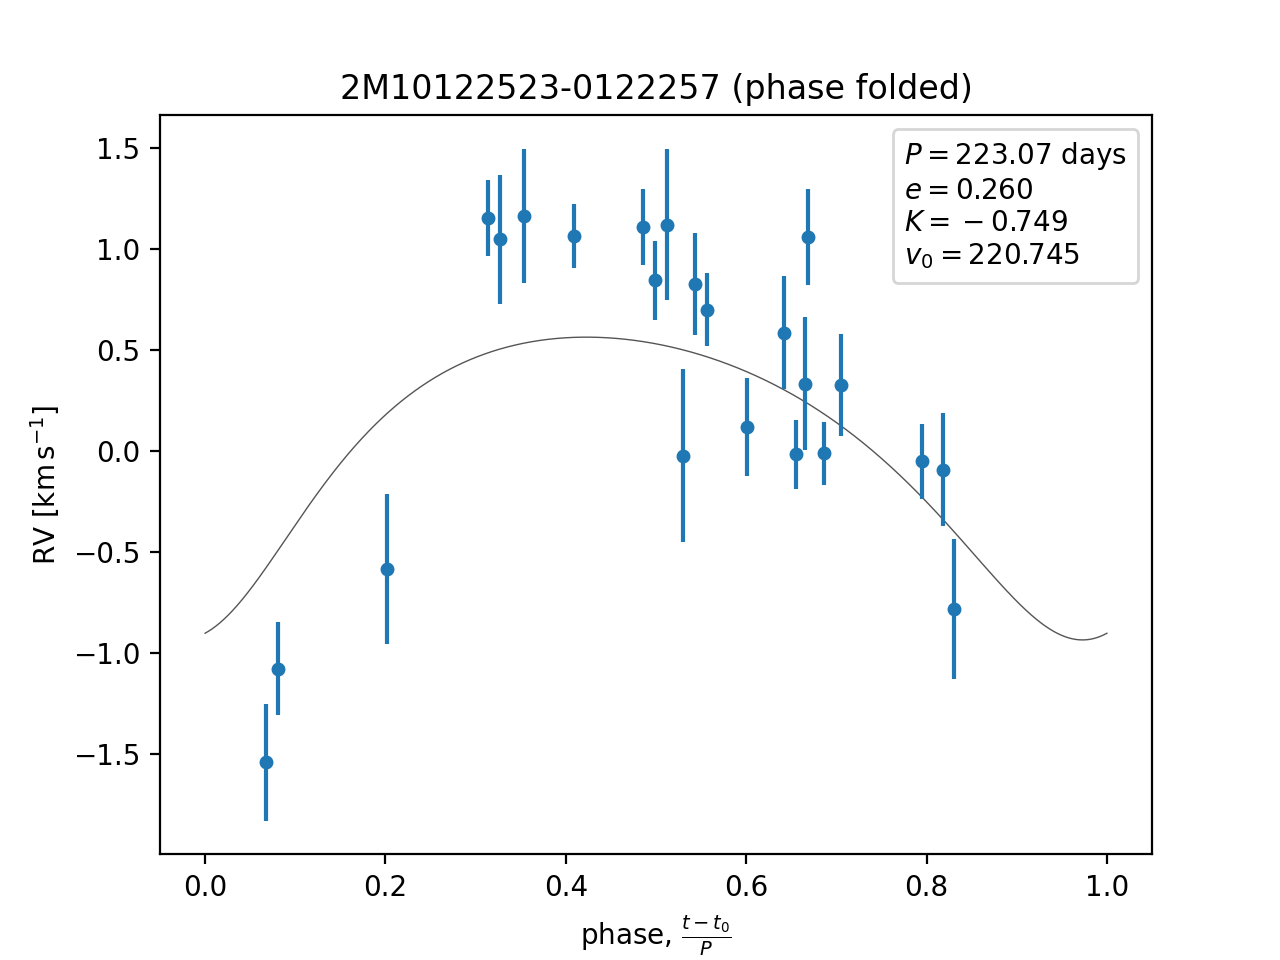 2M10122523-0122257 (phase folded)
P = 223.07 days
e = 0.260
K = −0.749
v₀ = 220.745
RV [km s⁻¹]
1.5
1.0
0.5
0.0
−0.5
−1.0
−1.5
0.0 0.2 0.4 0.6 0.8 1.0
phase, (t − t₀)/P